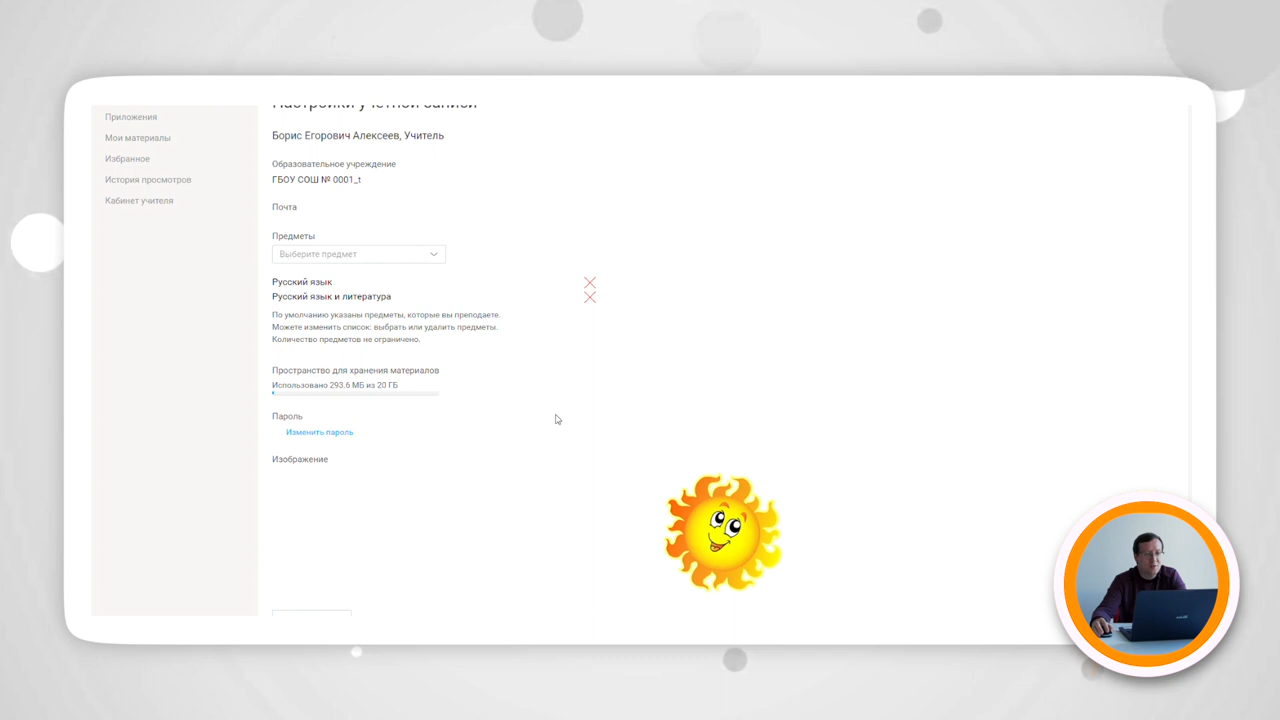 Настройки учетной записи
Приложения
Мои материалы
Избранное
История просмотров
Кабинет учителя
Борис Егорович Алексеев, Учитель
Образовательное учреждение
ГБОУ СОШ № 0001_t
Почта
Предметы
Выберите предмет
Русский язык
Русский язык и литература
По умолчанию указаны предметы, которые вы преподаете.
Можете изменить список: выбрать или удалить предметы.
Количество предметов не ограничено.
Пространство для хранения материалов
Использовано 293.6 МБ из 20 ГБ
Пароль
Изменить пароль
Изображение